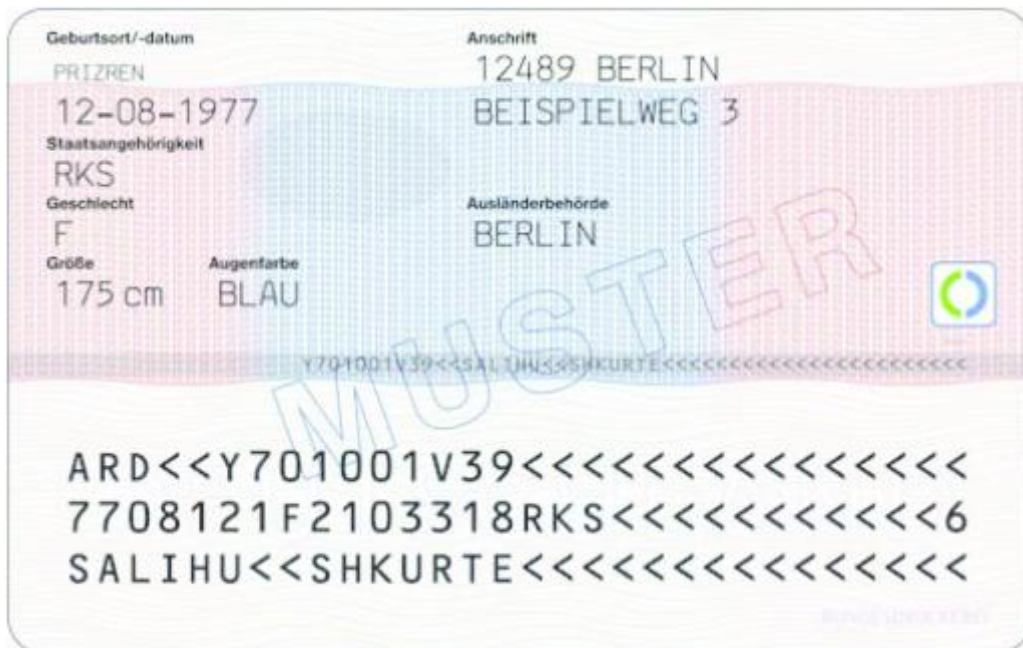 Geburtsort/-datum
PRIZREN
12-08-1977
Staatsangehörigkeit
RKS
Geschlecht
F
Größe Augenfarbe
175 cm BLAU
Anschrift
12489 BERLIN
BEISPIELWEG 3
Ausländerbehörde
BERLIN
MUSTER
Y701001V39<<SALIHU<<SHKURTE<<<<<<<<<<<<<<<<<<<<<<<
ARD<<Y701001V39<<<<<<<<<<<<<<<
7708121F2103318RKS<<<<<<<<<<<6
SALIHU<<SHKURTE<<<<<<<<<<<<<<<
BUNDESDRUCKEREI